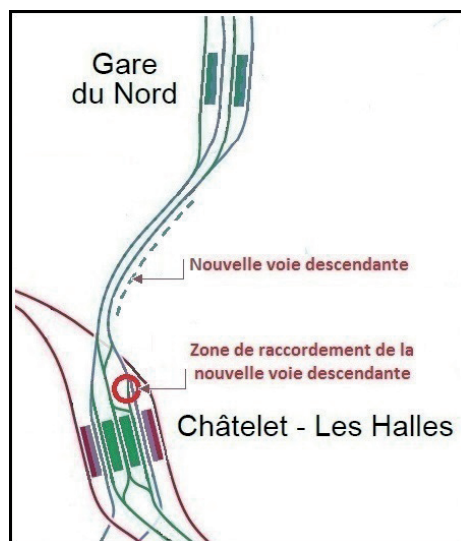 Gare
du Nord
Nouvelle voie descendante
Zone de raccordement de la
nouvelle voie descendante
Châtelet - Les Halles